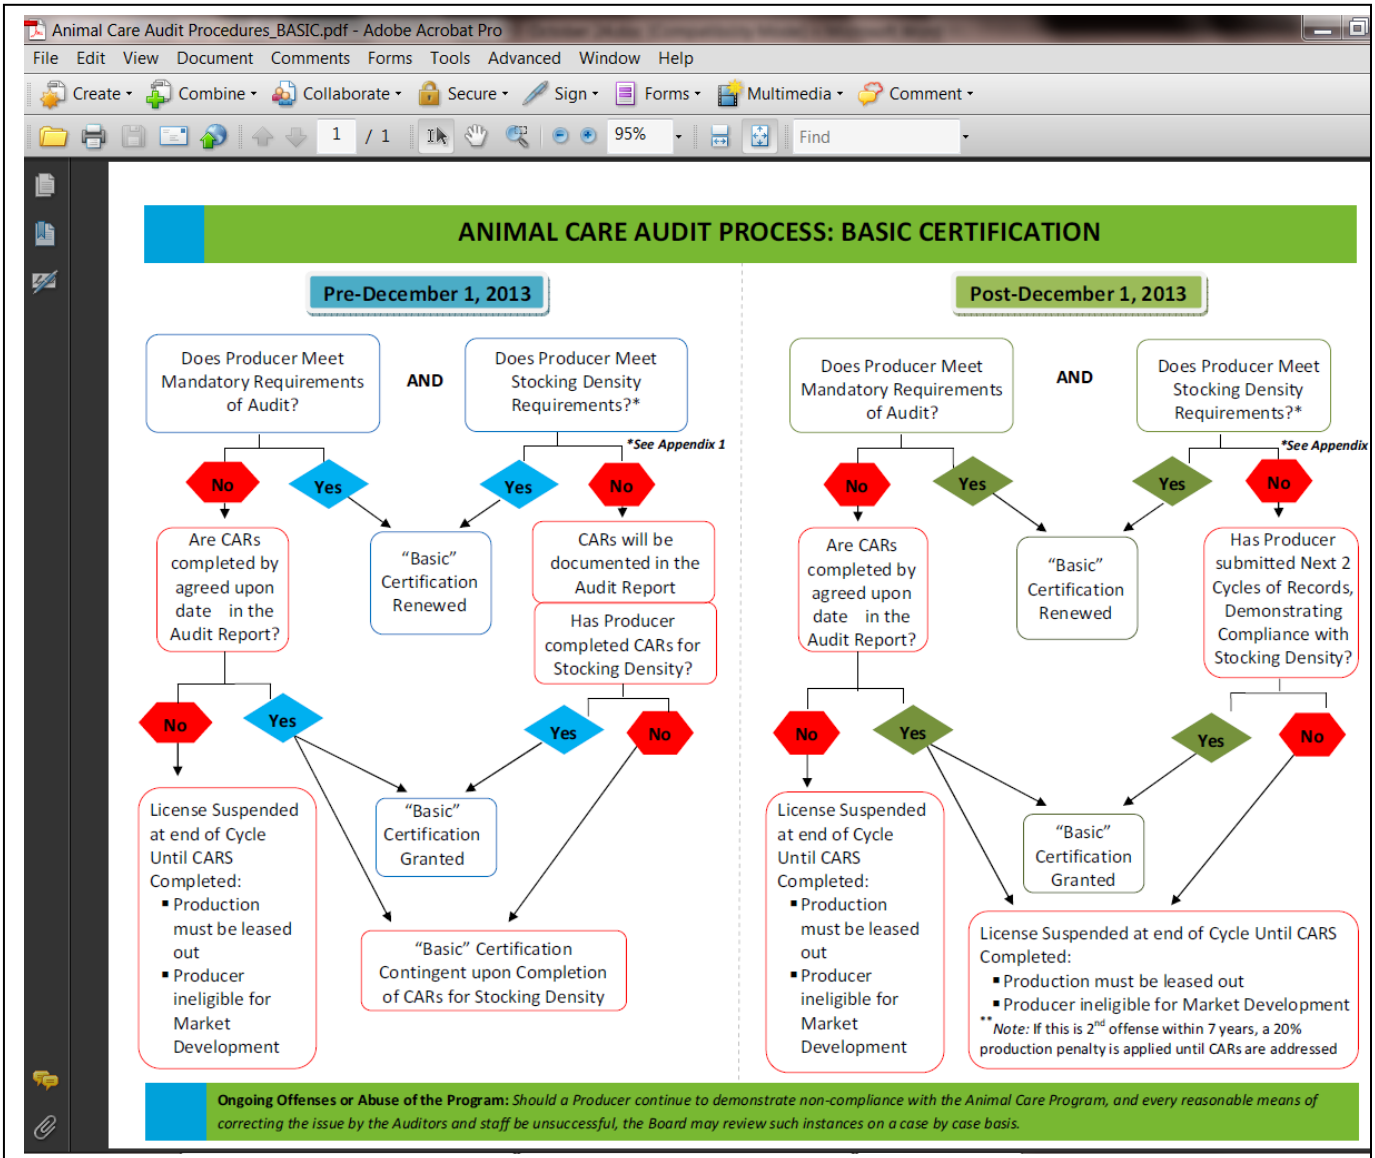 Animal Care Audit Procedures_BASIC.pdf - Adobe Acrobat Pro
File Edit View Document Comments Forms Tools Advanced Window Help
Create Combine Collaborate Secure Sign Forms Multimedia Comment
1 / 1 95% Find
ANIMAL CARE AUDIT PROCESS: BASIC CERTIFICATION
Pre-December 1, 2013
Does Producer Meet
Mandatory Requirements
of Audit?
AND
Does Producer Meet
Stocking Density
Requirements?*
*See Appendix 1
No
Yes
Yes
No
Are CARs
completed by
agreed upon
date in the
Audit Report?
“Basic”
Certification
Renewed
CARs will be
documented in the
Audit Report
Has Producer
completed CARs for
Stocking Density?
No
Yes
Yes
No
License Suspended
at end of Cycle
Until CARS
Completed:
▪ Production
must be leased
out
▪ Producer
ineligible for
Market
Development
“Basic”
Certification
Granted
“Basic” Certification
Contingent upon Completion
of CARs for Stocking Density
Post-December 1, 2013
Does Producer Meet
Mandatory Requirements
of Audit?
AND
Does Producer Meet
Stocking Density
Requirements?*
*See Appendix
No
Yes
Yes
No
Are CARs
completed by
agreed upon
date in the
Audit Report?
“Basic”
Certification
Renewed
Has Producer
submitted Next 2
Cycles of Records,
Demonstrating
Compliance with
Stocking Density?
No
Yes
Yes
No
License Suspended
at end of Cycle
Until CARS
Completed:
▪ Production
must be leased
out
▪ Producer
ineligible for
Market
Development
“Basic”
Certification
Granted
License Suspended at end of Cycle Until CARS
Completed:
▪ Production must be leased out
▪ Producer ineligible for Market Development
**Note: If this is 2nd offense within 7 years, a 20%
production penalty is applied until CARs are addressed
Ongoing Offenses or Abuse of the Program: Should a Producer continue to demonstrate non-compliance with the Animal Care Program, and every reasonable means of
correcting the issue by the Auditors and staff be unsuccessful, the Board may review such instances on a case by case basis.